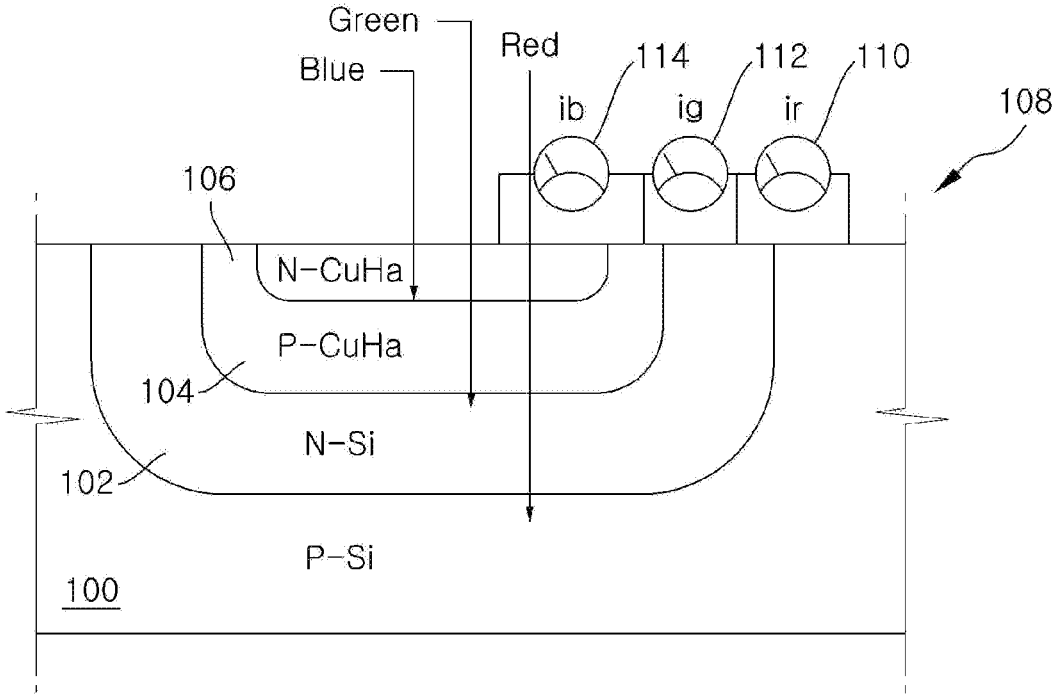 Green
Red
Blue
114
112
110
108
ib
ig
ir
106
N-CuHa
P-CuHa
104
N-Si
102
P-Si
100